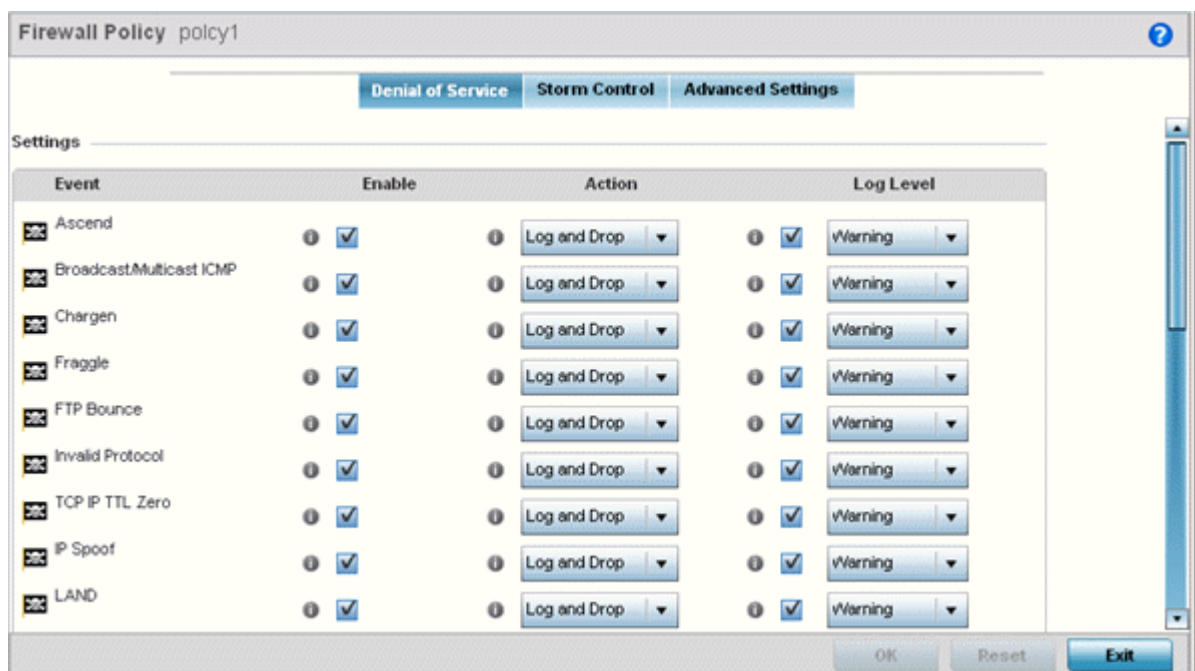 Firewall Policy polcy1
Denial of Service Storm Control Advanced Settings
Settings
Event Enable Action Log Level
Ascend Log and Drop Warning
Broadcast/Multicast ICMP Log and Drop Warning
Chargen Log and Drop Warning
Fraggle Log and Drop Warning
FTP Bounce Log and Drop Warning
Invalid Protocol Log and Drop Warning
TCP IP TTL Zero Log and Drop Warning
IP Spoof Log and Drop Warning
LAND Log and Drop Warning
OK Reset Exit